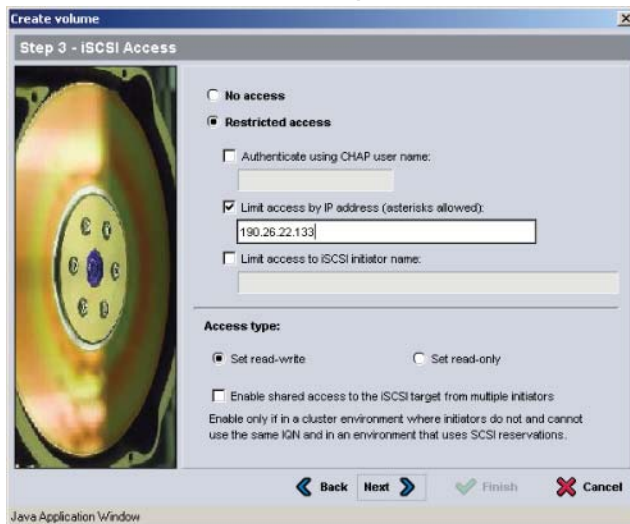 Create volume
Step 3 - iSCSI Access
No access
Restricted access
Authenticate using CHAP user name:
Limit access by IP address (asterisks allowed):
190.26.22.133
Limit access to iSCSI initiator name:
Access type:
Set read-write
Set read-only
Enable shared access to the iSCSI target from multiple initiators
Enable only if in a cluster environment where initiators do not and cannot
use the same IQN and in an environment that uses SCSI reservations.
Back Next Finish Cancel
Java Application Window